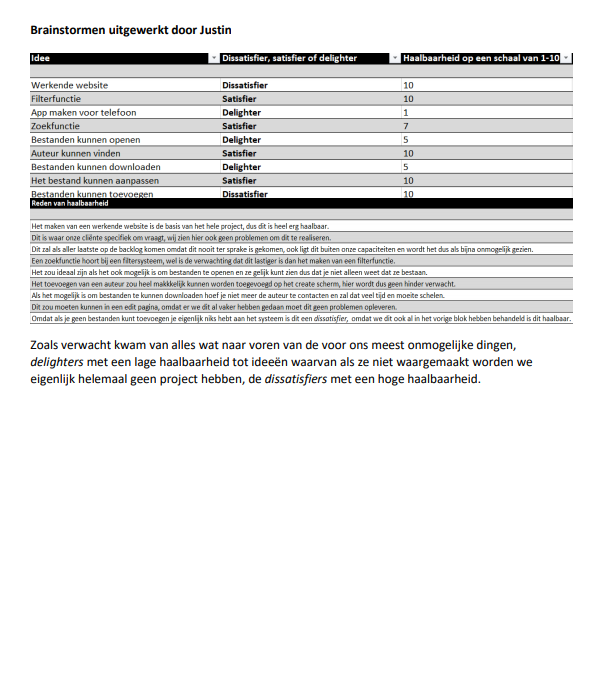 Brainstormen uitgewerkt door Justin
Idee Dissatisfier, satisfier of delighter Haalbaarheid op een schaal van 1-10
Werkende website Dissatisfier 10
Filterfunctie Satisfier 10
App maken voor telefoon Delighter 1
Zoekfunctie Satisfier 7
Bestanden kunnen openen Delighter 5
Auteur kunnen vinden Satisfier 10
Bestanden kunnen downloaden Delighter 5
Het bestand kunnen aanpassen Satisfier 10
Bestanden kunnen toevoegen Dissatisfier 10
Reden van haalbaarheid
Het maken van een werkende website is de basis van het hele project, dus dit is heel erg haalbaar.
Dit is waar onze cliënte specifiek om vraagt, wij zien hier ook geen problemen om dit te realiseren.
Dit zal als aller laatste op de backlog komen omdat dit nooit ter sprake is gekomen, ook ligt dit buiten onze capaciteiten en wordt het dus als bijna onmogelijk gezien.
Een zoekfunctie hoort bij een filtersysteem, wel is de verwachting dat dit lastiger is dan het maken van een filterfunctie.
Het zou ideaal zijn als het ook mogelijk is om bestanden te openen en ze gelijk kunt zien dus dat je niet alleen weet dat ze bestaan.
Het toevoegen van een auteur zou heel makkkelijk kunnen worden toegevoegd op het create scherm, hier wordt dus geen hinder verwacht.
Als het mogelijk is om bestanden te kunnen downloaden hoef je niet meer de auteur te contacten en zal dat veel tijd en moeite schelen.
Dit zou moeten kunnen in een edit pagina, omdat er we dit al vaker hebben gedaan moet dit geen problemen opleveren.
Omdat als je geen bestanden kunt toevoegen je eigenlijk niks hebt aan het systeem is dit een dissatisfier, omdat we dit ook al in het vorige blok hebben behandeld is dit haalbaar.
Zoals verwacht kwam van alles wat naar voren van de voor ons meest onmogelijke dingen,
delighters met een lage haalbaarheid tot ideeën waarvan als ze niet waargemaakt worden we
eigenlijk helemaal geen project hebben, de dissatisfiers met een hoge haalbaarheid.